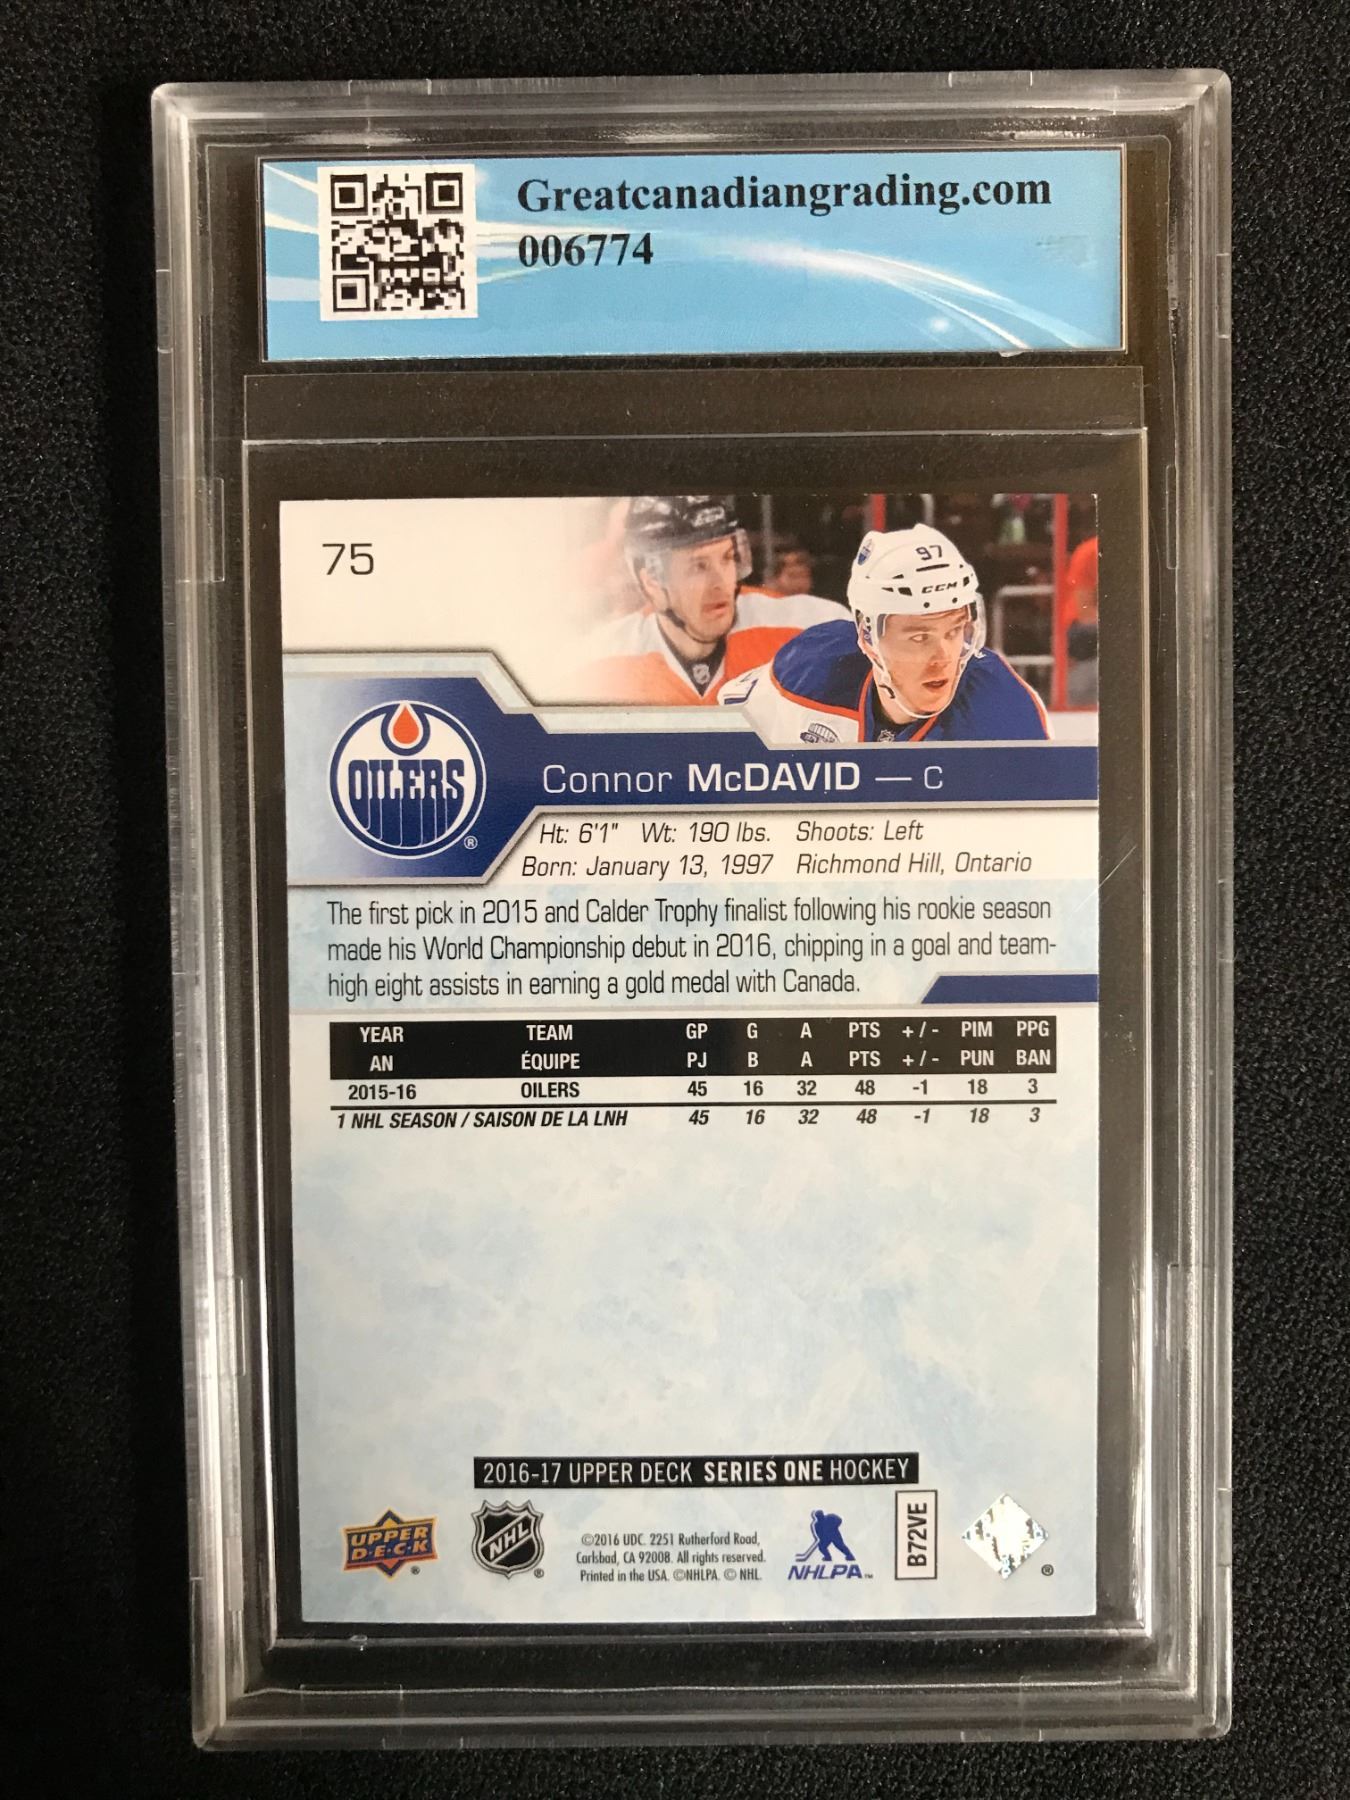 Greatcanadiangrading.com
006774
75
97
CCM
OILERS
®
Connor McDAVID — C
Ht: 6'1" Wt: 190 lbs. Shoots: Left
Born: January 13, 1997 Richmond Hill, Ontario
The first pick in 2015 and Calder Trophy finalist following his rookie season
made his World Championship debut in 2016, chipping in a goal and team-
high eight assists in earning a gold medal with Canada.
YEAR TEAM GP G A PTS +/- PIM PPG
AN ÉQUIPE PJ B A PTS +/- PUN BAN
2015-16 OILERS 45 16 32 48 -1 18 3
1 NHL SEASON / SAISON DE LA LNH 45 16 32 48 -1 18 3
2016-17 UPPER DECK SERIES ONE HOCKEY
UPPER
D·E·C·K
®
NHL
®
©2016 UDC. 2251 Rutherford Road,
Carlsbad, CA 92008. All rights reserved.
Printed in the USA. ©NHLPA. © NHL.
NHLPA™
B72VE
®